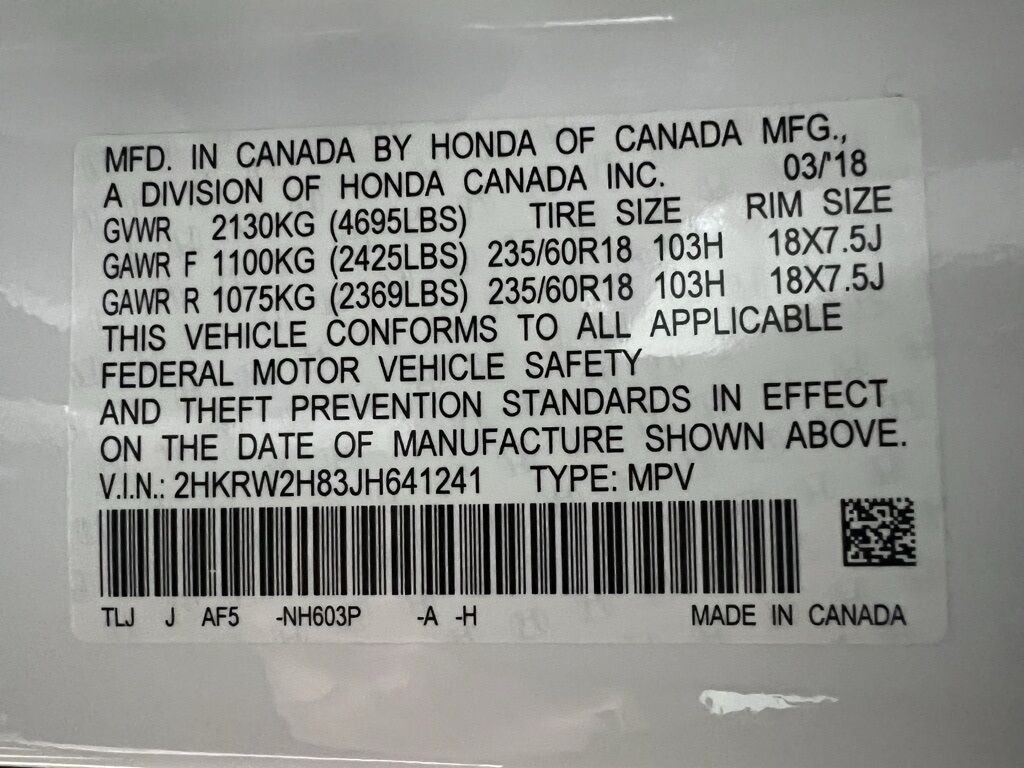 MFD. IN CANADA BY HONDA OF CANADA MFG.,
A DIVISION OF HONDA CANADA INC. 03/'18
GVWR 2130KG (4695LBS) TIRE SIZE RIM SIZE
GAWR F 1100KG (2425LBS) 235/60R18 103H 18X7.5J
GAWR R 1075KG (2369LBS) 235/60R18 103H 18X7.5J
THIS VEHICLE CONFORMS TO ALL APPLICABLE
FEDERAL MOTOR VEHICLE SAFETY
AND THEFT PREVENTION STANDARDS IN EFFECT
ON THE DATE OF MANUFACTURE SHOWN ABOVE.
V.I.N.: 2HKRW2H83JH641241 TYPE: MPV
TLJ J AF5 -NH603P -A -H MADE IN CANADA